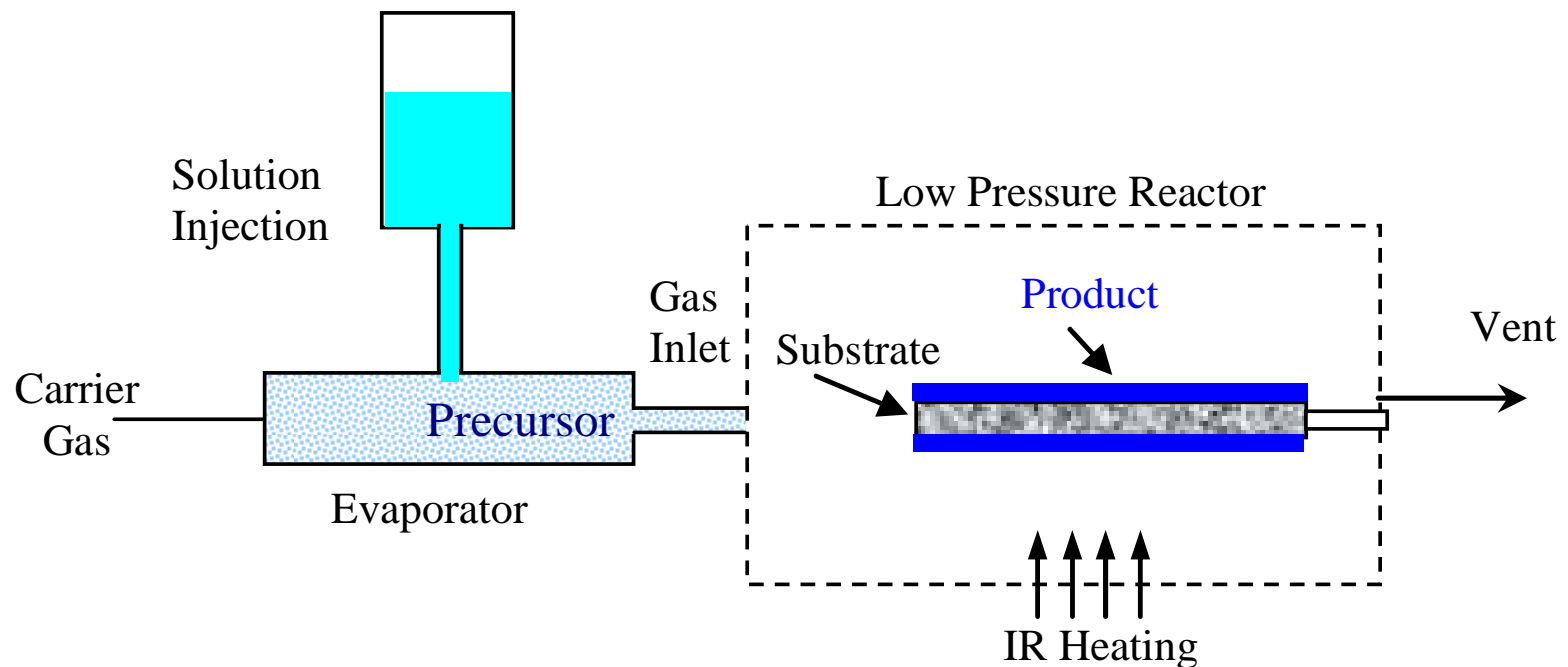 Solution
Injection
Carrier
Gas
Precursor
Evaporator
Gas
Inlet
Low Pressure Reactor
Product
Substrate
Vent
IR Heating